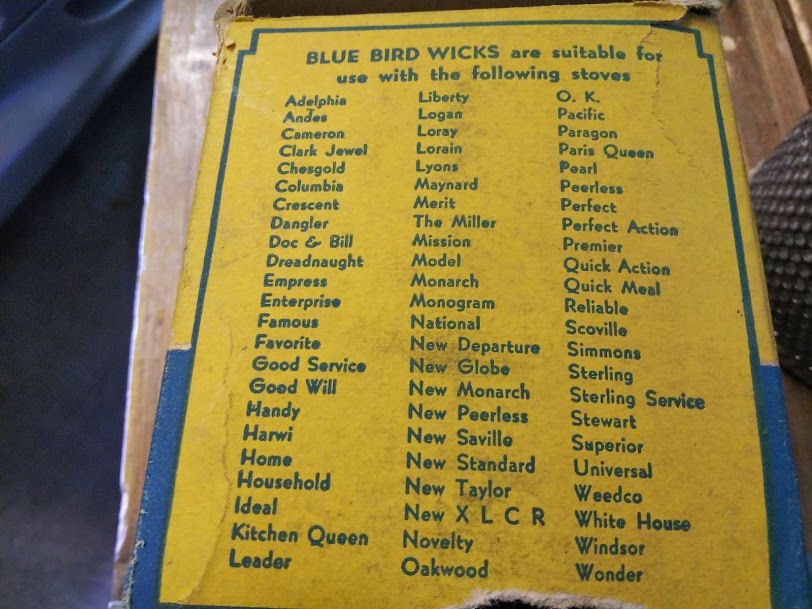 BLUE BIRD WICKS are suitable for
use with the following stoves
Adelphia
Andes
Cameron
Clark Jewel
Chesgold
Columbia
Crescent
Dangler
Doc & Bill
Dreadnaught
Empress
Enterprise
Famous
Favorite
Good Service
Good Will
Handy
Harwi
Home
Household
Ideal
Kitchen Queen
Leader
Liberty
Logan
Loray
Lorain
Lyons
Maynard
Merit
The Miller
Mission
Model
Monarch
Monogram
National
New Departure
New Globe
New Monarch
New Peerless
New Saville
New Standard
New Taylor
New X L C R
Novelty
Oakwood
O. K.
Pacific
Paragon
Paris Queen
Pearl
Peerless
Perfect
Perfect Action
Premier
Quick Action
Quick Meal
Reliable
Scoville
Simmons
Sterling
Sterling Service
Stewart
Superior
Universal
Weedco
White House
Windsor
Wonder